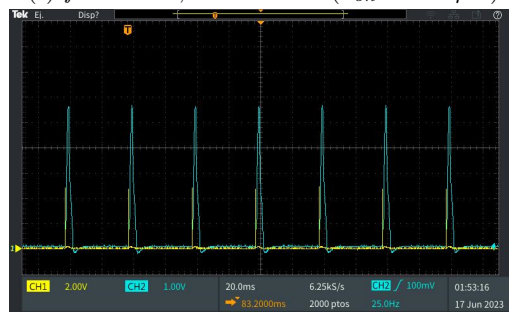 Tek Ej. Disp?
T
T
1
CH1 2.00V CH2 1.00V 20.0ms 6.25kS/s CH2 100mV 01:53:16
83.2000ms 2000 ptos 25.0Hz 17 Jun 2023